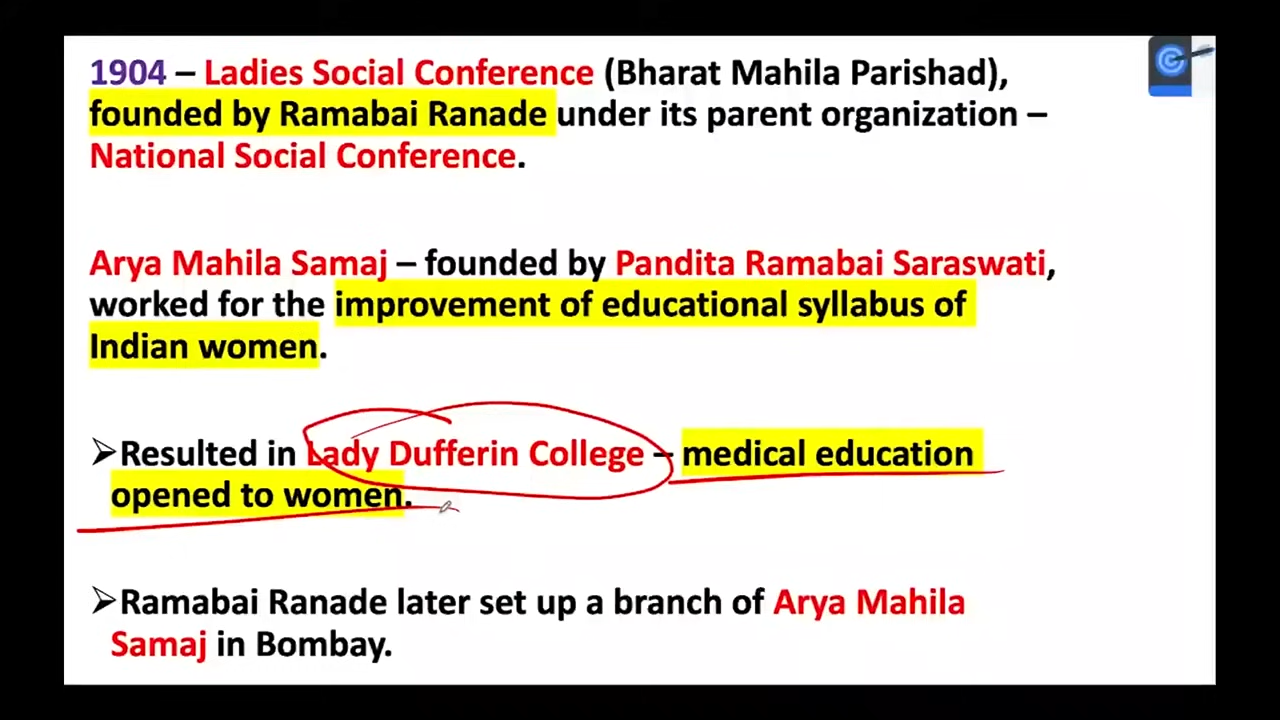 1904 – Ladies Social Conference (Bharat Mahila Parishad),
founded by Ramabai Ranade under its parent organization –
National Social Conference.
Arya Mahila Samaj – founded by Pandita Ramabai Saraswati,
worked for the improvement of educational syllabus of
Indian women.
➢Resulted in Lady Dufferin College – medical education
opened to women.
➢Ramabai Ranade later set up a branch of Arya Mahila
Samaj in Bombay.